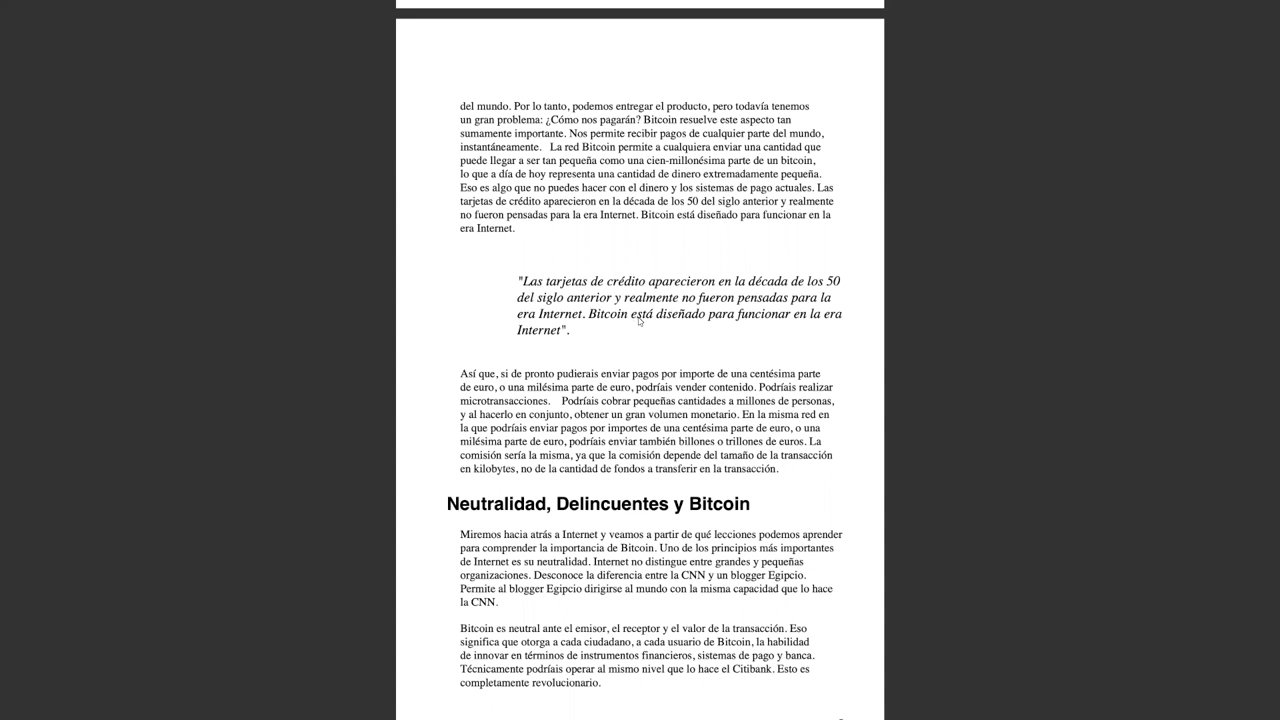 del mundo. Por lo tanto, podemos entregar el producto, pero todavía tenemos
un gran problema: ¿Cómo nos pagarán? Bitcoin resuelve este aspecto tan
sumamente importante. Nos permite recibir pagos de cualquier parte del mundo,
instantáneamente. La red Bitcoin permite a cualquiera enviar una cantidad que
puede llegar a ser tan pequeña como una cien-millonésima parte de un bitcoin,
lo que a día de hoy representa una cantidad de dinero extremadamente pequeña.
Eso es algo que no puedes hacer con el dinero y los sistemas de pago actuales. Las
tarjetas de crédito aparecieron en la década de los 50 del siglo anterior y realmente
no fueron pensadas para la era Internet. Bitcoin está diseñado para funcionar en la
era Internet.
"Las tarjetas de crédito aparecieron en la década de los 50
del siglo anterior y realmente no fueron pensadas para la
era Internet. Bitcoin está diseñado para funcionar en la era
Internet".
Así que, si de pronto pudierais enviar pagos por importe de una centésima parte
de euro, o una milésima parte de euro, podríais vender contenido. Podríais realizar
microtransacciones. Podríais cobrar pequeñas cantidades a millones de personas,
y al hacerlo en conjunto, obtener un gran volumen monetario. En la misma red en
la que podríais enviar pagos por importes de una centésima parte de euro, o una
milésima parte de euro, podríais enviar también billones o trillones de euros. La
comisión sería la misma, ya que la comisión depende del tamaño de la transacción
en kilobytes, no de la cantidad de fondos a transferir en la transacción.
Neutralidad, Delincuentes y Bitcoin
Miremos hacia atrás a Internet y veamos a partir de qué lecciones podemos aprender
para comprender la importancia de Bitcoin. Uno de los principios más importantes
de Internet es su neutralidad. Internet no distingue entre grandes y pequeñas
organizaciones. Desconoce la diferencia entre la CNN y un blogger Egipcio.
Permite al blogger Egipcio dirigirse al mundo con la misma capacidad que lo hace
la CNN.
Bitcoin es neutral ante el emisor, el receptor y el valor de la transacción. Eso
significa que otorga a cada ciudadano, a cada usuario de Bitcoin, la habilidad
de innovar en términos de instrumentos financieros, sistemas de pago y banca.
Técnicamente podríais operar al mismo nivel que lo hace el Citibank. Esto es
completamente revolucionario.